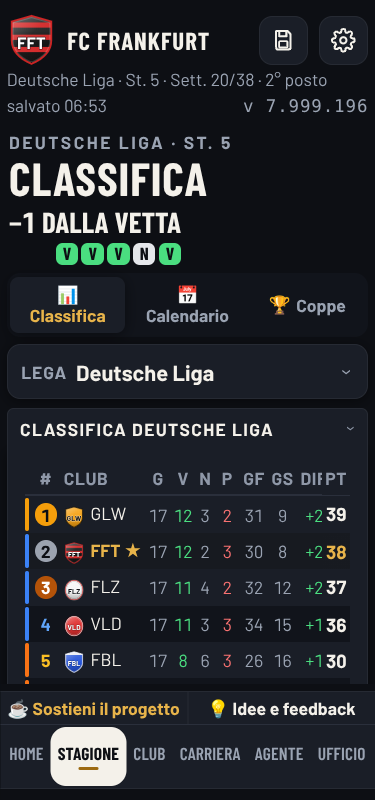 FFT FC FRANKFURT
Deutsche Liga · St. 5 · Sett. 20/38 · 2° posto
salvato 06:53 v 7.999.196
DEUTSCHE LIGA · ST. 5
CLASSIFICA
−1 DALLA VETTA
V V V N V
Classifica Calendario Coppe
LEGA Deutsche Liga
CLASSIFICA DEUTSCHE LIGA
# CLUB G V N P GF GS DIF PT
1 GLW GLW 17 12 3 2 31 9 +2 39
2 FFT FFT ★ 17 12 2 3 30 8 +2 38
3 FLZ FLZ 17 11 4 2 32 12 +2 37
4 VLD VLD 17 11 3 3 34 15 +1 36
5 FBL FBL 17 8 6 3 26 16 +1 30
Sostieni il progetto Idee e feedback
HOME STAGIONE CLUB CARRIERA AGENTE UFFICIO